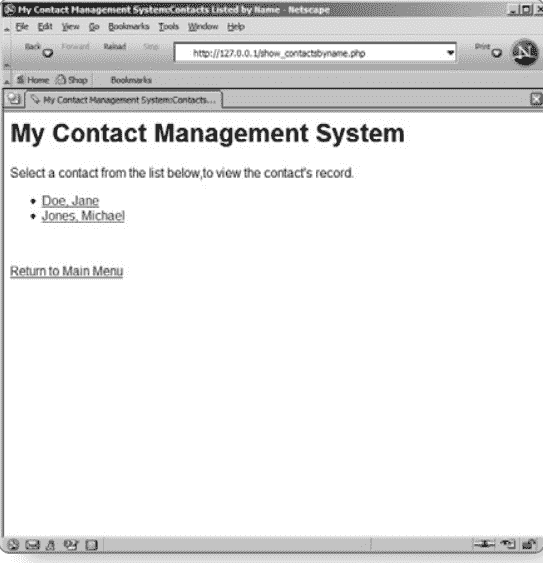 My Contact Management System:Contacts Listed by Name - Netscape
File Edit View Go Bookmarks Tools Window Help
Back Forward Reload Stop http://127.0.0.1/show_contactsbyname.php Print N
Home Shop Bookmarks
My Contact Management System:Contacts...
My Contact Management System
Select a contact from the list below,to view the contact's record.
Doe, Jane
Jones, Michael
Return to Main Menu